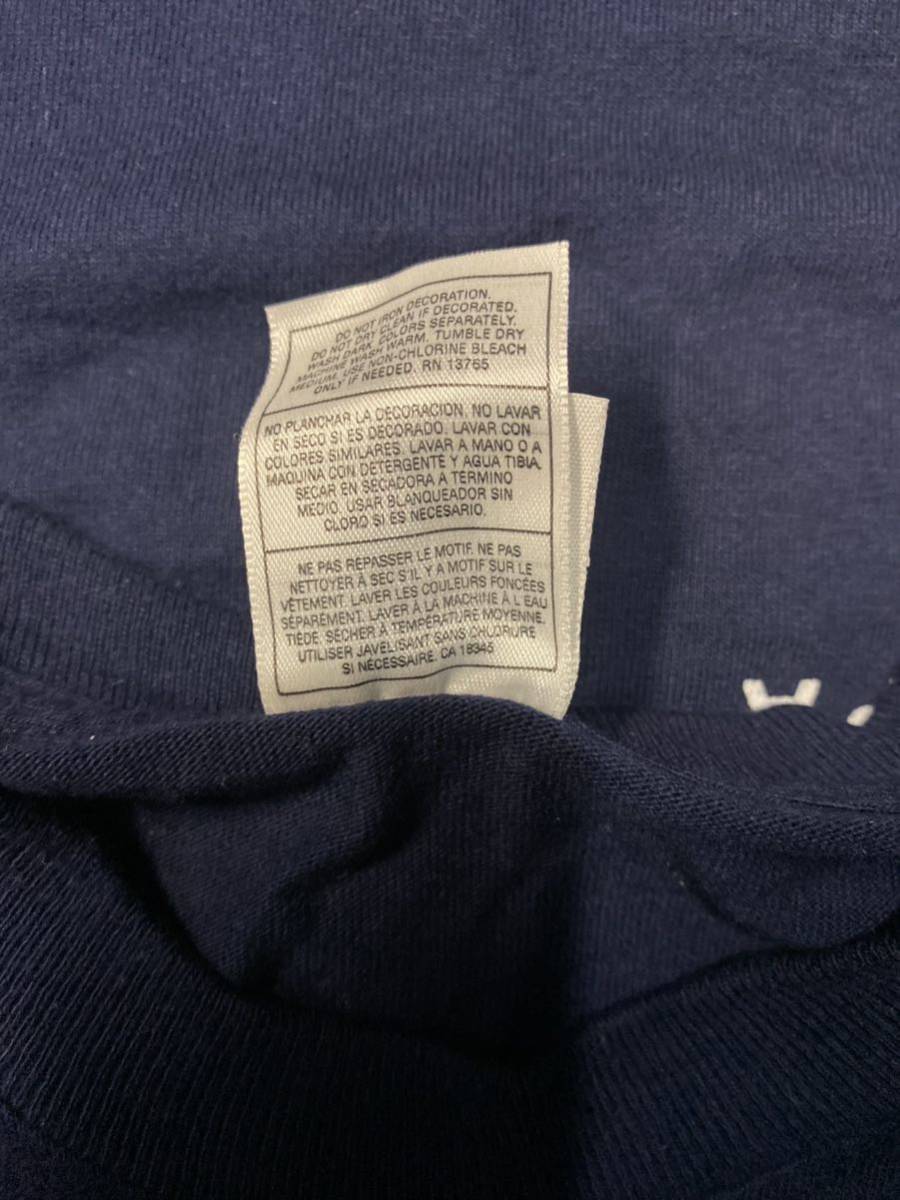 DO NOT IRON DECORATION.
DO NOT DRY CLEAN IF DECORATED.
WASH DARK COLORS SEPARATELY.
MACHINE WASH WARM, TUMBLE DRY
MEDIUM, USE NON-CHLORINE BLEACH
ONLY IF NEEDED. RN 13765
NO PLANCHAR LA DECORACION. NO LAVAR
EN SECO SI ES DECORADO. LAVAR CON
COLORES SIMILARES. LAVAR A MANO O A
MAQUINA CON DETERGENTE Y AGUA TIBIA.
SECAR EN SECADORA A TERMINO
MEDIO. USAR BLANQUEADOR SIN
CLORO SI ES NECESARIO.
NE PAS REPASSER LE MOTIF. NE PAS
NETTOYER À SEC S'IL Y A MOTIF SUR LE
VÊTEMENT. LAVER LES COULEURS FONCÉES
SÉPARÉMENT. LAVER À LA MACHINE À L'EAU
TIÈDE. SÉCHER À TEMPÉRATURE MOYENNE.
UTILISER JAVELISANT SANS CHLORURE
SI NÉCESSAIRE. CA 18345